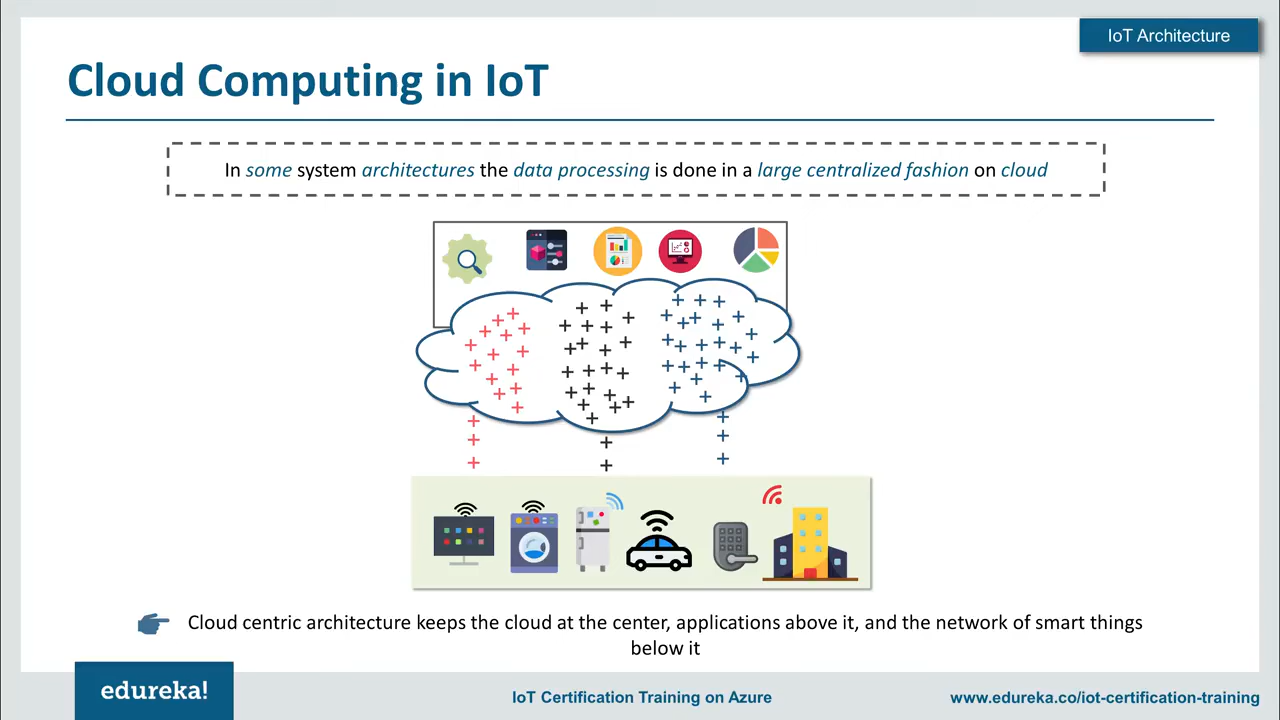 IoT Architecture
Cloud Computing in IoT
In some system architectures the data processing is done in a large centralized fashion on cloud
Cloud centric architecture keeps the cloud at the center, applications above it, and the network of smart things
below it
edureka!
IoT Certification Training on Azure
www.edureka.co/iot-certification-training